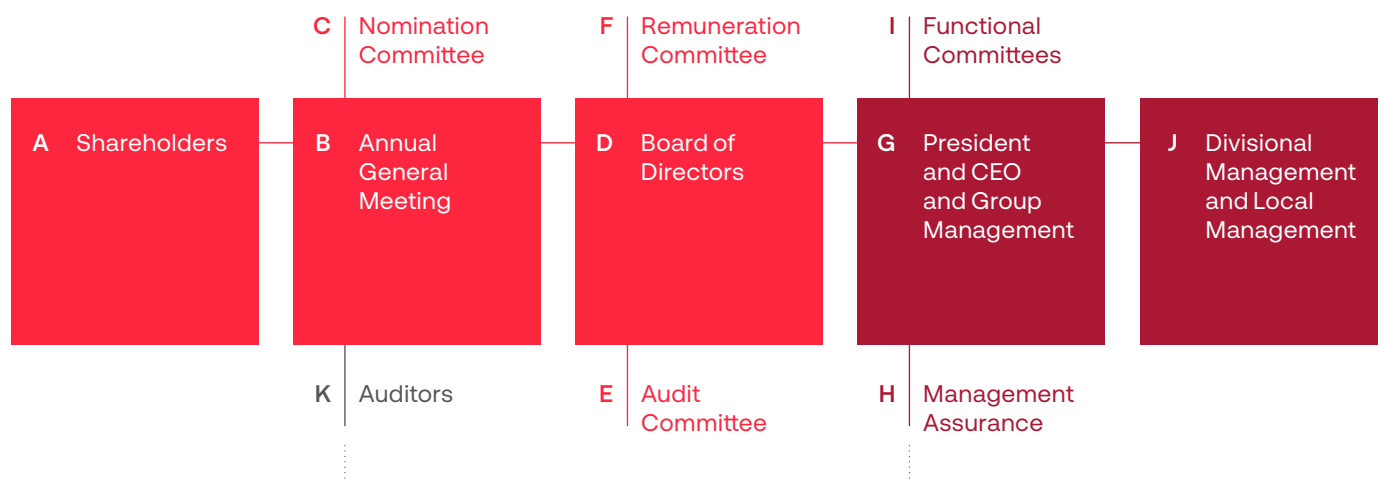 C Nomination
Committee
F Remuneration
Committee
I Functional
Committees
A Shareholders
B Annual
General
Meeting
D Board of
Directors
G President
and CEO
and Group
Management
J Divisional
Management
and Local
Management
K Auditors
E Audit
Committee
H Management
Assurance